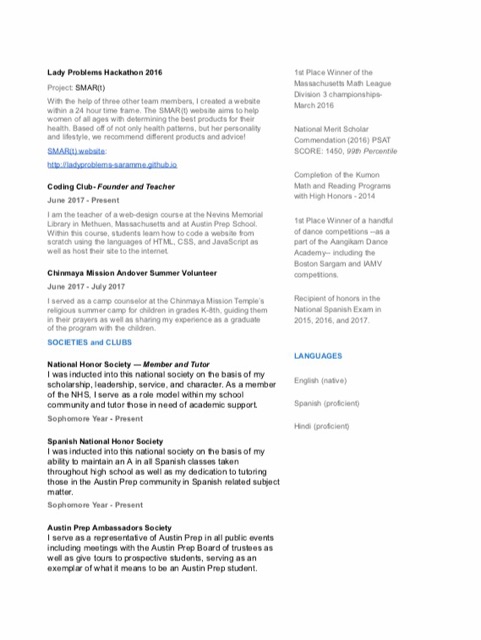 Lady Problems Hackathon 2016
Project: SMAR(t)
With the help of three other team members, I created a website
within a 24 hour time frame. The SMAR(t) website aims to help
women of all ages with determining the best products for their
health. Based off of not only health patterns, but her personality
and lifestyle, we recommend different products and advice!
SMAR(t) website:
http://ladyproblems-saramme.github.io
Coding Club- Founder and Teacher
June 2017 - Present
I am the teacher of a web-design course at the Nevins Memorial
Library in Methuen, Massachusetts and at Austin Prep School.
Within this course, students learn how to code a website from
scratch using the languages of HTML, CSS, and JavaScript as
well as host their site to the internet.
Chinmaya Mission Andover Summer Volunteer
June 2017 - July 2017
I served as a camp counselor at the Chinmaya Mission Temple's
religious summer camp for children in grades K-8th, guiding them
in their prayers as well as sharing my experience as a graduate
of the program with the children.
SOCIETIES and CLUBS
National Honor Society — Member and Tutor
I was inducted into this national society on the basis of my
scholarship, leadership, service, and character. As a member
of the NHS, I serve as a role model within my school
community and tutor those in need of academic support.
Sophomore Year - Present
Spanish National Honor Society
I was inducted into this national society on the basis of my
ability to maintain an A in all Spanish classes taken
throughout high school as well as my dedication to tutoring
those in the Austin Prep community in Spanish related subject
matter.
Sophomore Year - Present
Austin Prep Ambassadors Society
I serve as a representative of Austin Prep in all public events
including meetings with the Austin Prep Board of trustees as
well as give tours to prospective students, serving as an
exemplar of what it means to be an Austin Prep student.
1st Place Winner of the
Massachusetts Math League
Division 3 championships-
March 2016
National Merit Scholar
Commendation (2016) PSAT
SCORE: 1450, 99th Percentile
Completion of the Kumon
Math and Reading Programs
with High Honors - 2014
1st Place Winner of a handful
of dance competitions –as a
part of the Aangikam Dance
Academy– including the
Boston Sargam and IAMV
competitions.
Recipient of honors in the
National Spanish Exam in
2015, 2016, and 2017.
LANGUAGES
English (native)
Spanish (proficient)
Hindi (proficient)